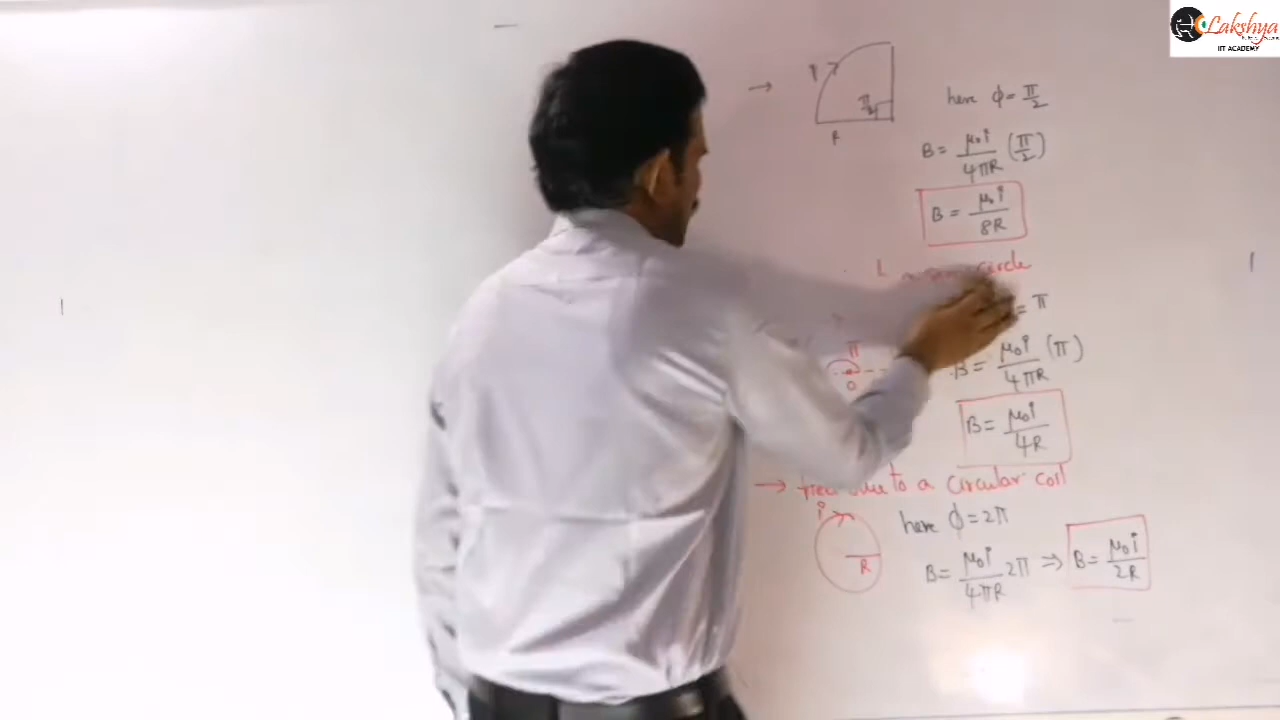 Lakshya
IIT ACADEMY
→
R
π/2
here ϕ = π/2
B = μ₀i/4πR (π/2)
B = μ₀i/8R
circle
= π
π
O
B = μ₀i/4πR (π)
B = μ₀i/4R
→ to a circular coil
i
R
here ϕ = 2π
B = μ₀i/4πR 2π ⇒ B = μ₀i/2R